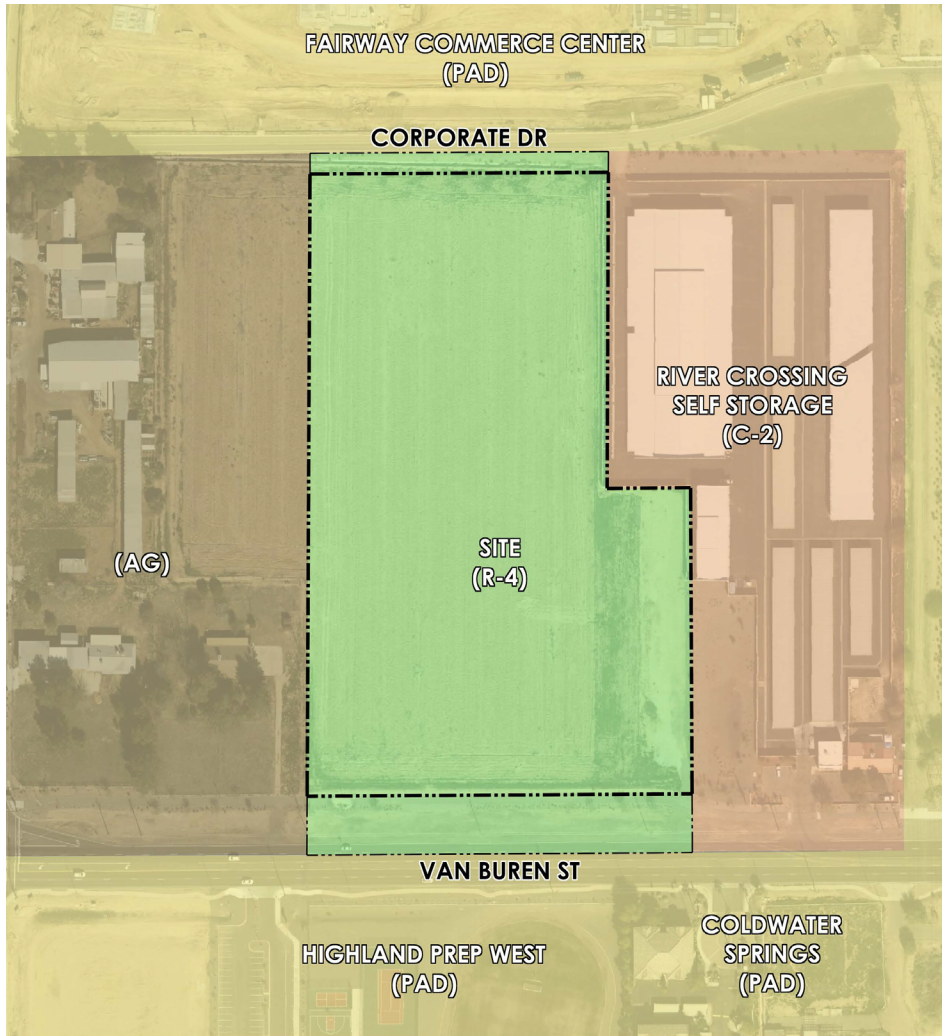 FAIRWAY COMMERCE CENTER
(PAD)
CORPORATE DR
RIVER CROSSING
SELF STORAGE
(C-2)
SITE
(R-4)
(AG)
VAN BUREN ST
HIGHLAND PREP WEST
(PAD)
COLDWATER
SPRINGS
(PAD)